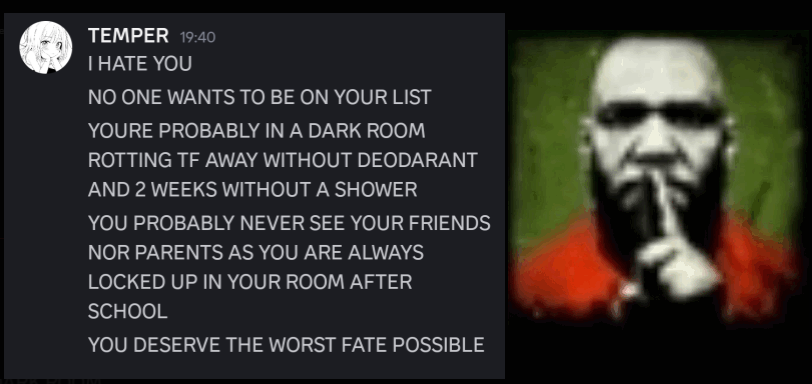 TEMPER 19:40
I HATE YOU
NO ONE WANTS TO BE ON YOUR LIST
YOURE PROBABLY IN A DARK ROOM
ROTTING TF AWAY WITHOUT DEODARANT
AND 2 WEEKS WITHOUT A SHOWER
YOU PROBABLY NEVER SEE YOUR FRIENDS
NOR PARENTS AS YOU ARE ALWAYS
LOCKED UP IN YOUR ROOM AFTER
SCHOOL
YOU DESERVE THE WORST FATE POSSIBLE